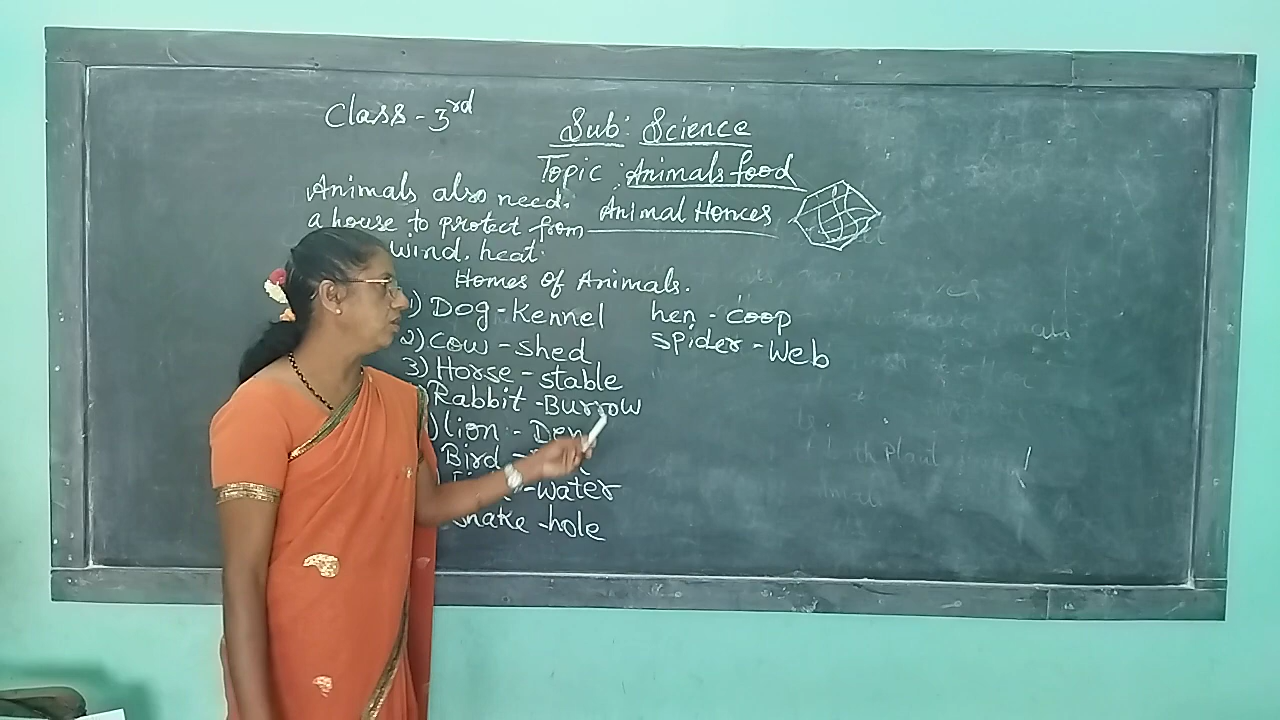 Class - 3rd
Sub: Science
Topic : Animals food
Animals also need
a house to protect from
wind. heat.
Animal Homes
Homes of Animals.
1) Dog - Kennel
2) Cow - shed
3) Horse - stable
Rabbit - Burrow
) lion - Den
Bird -
- Water
Snake - hole
hen - coop
spider - Web